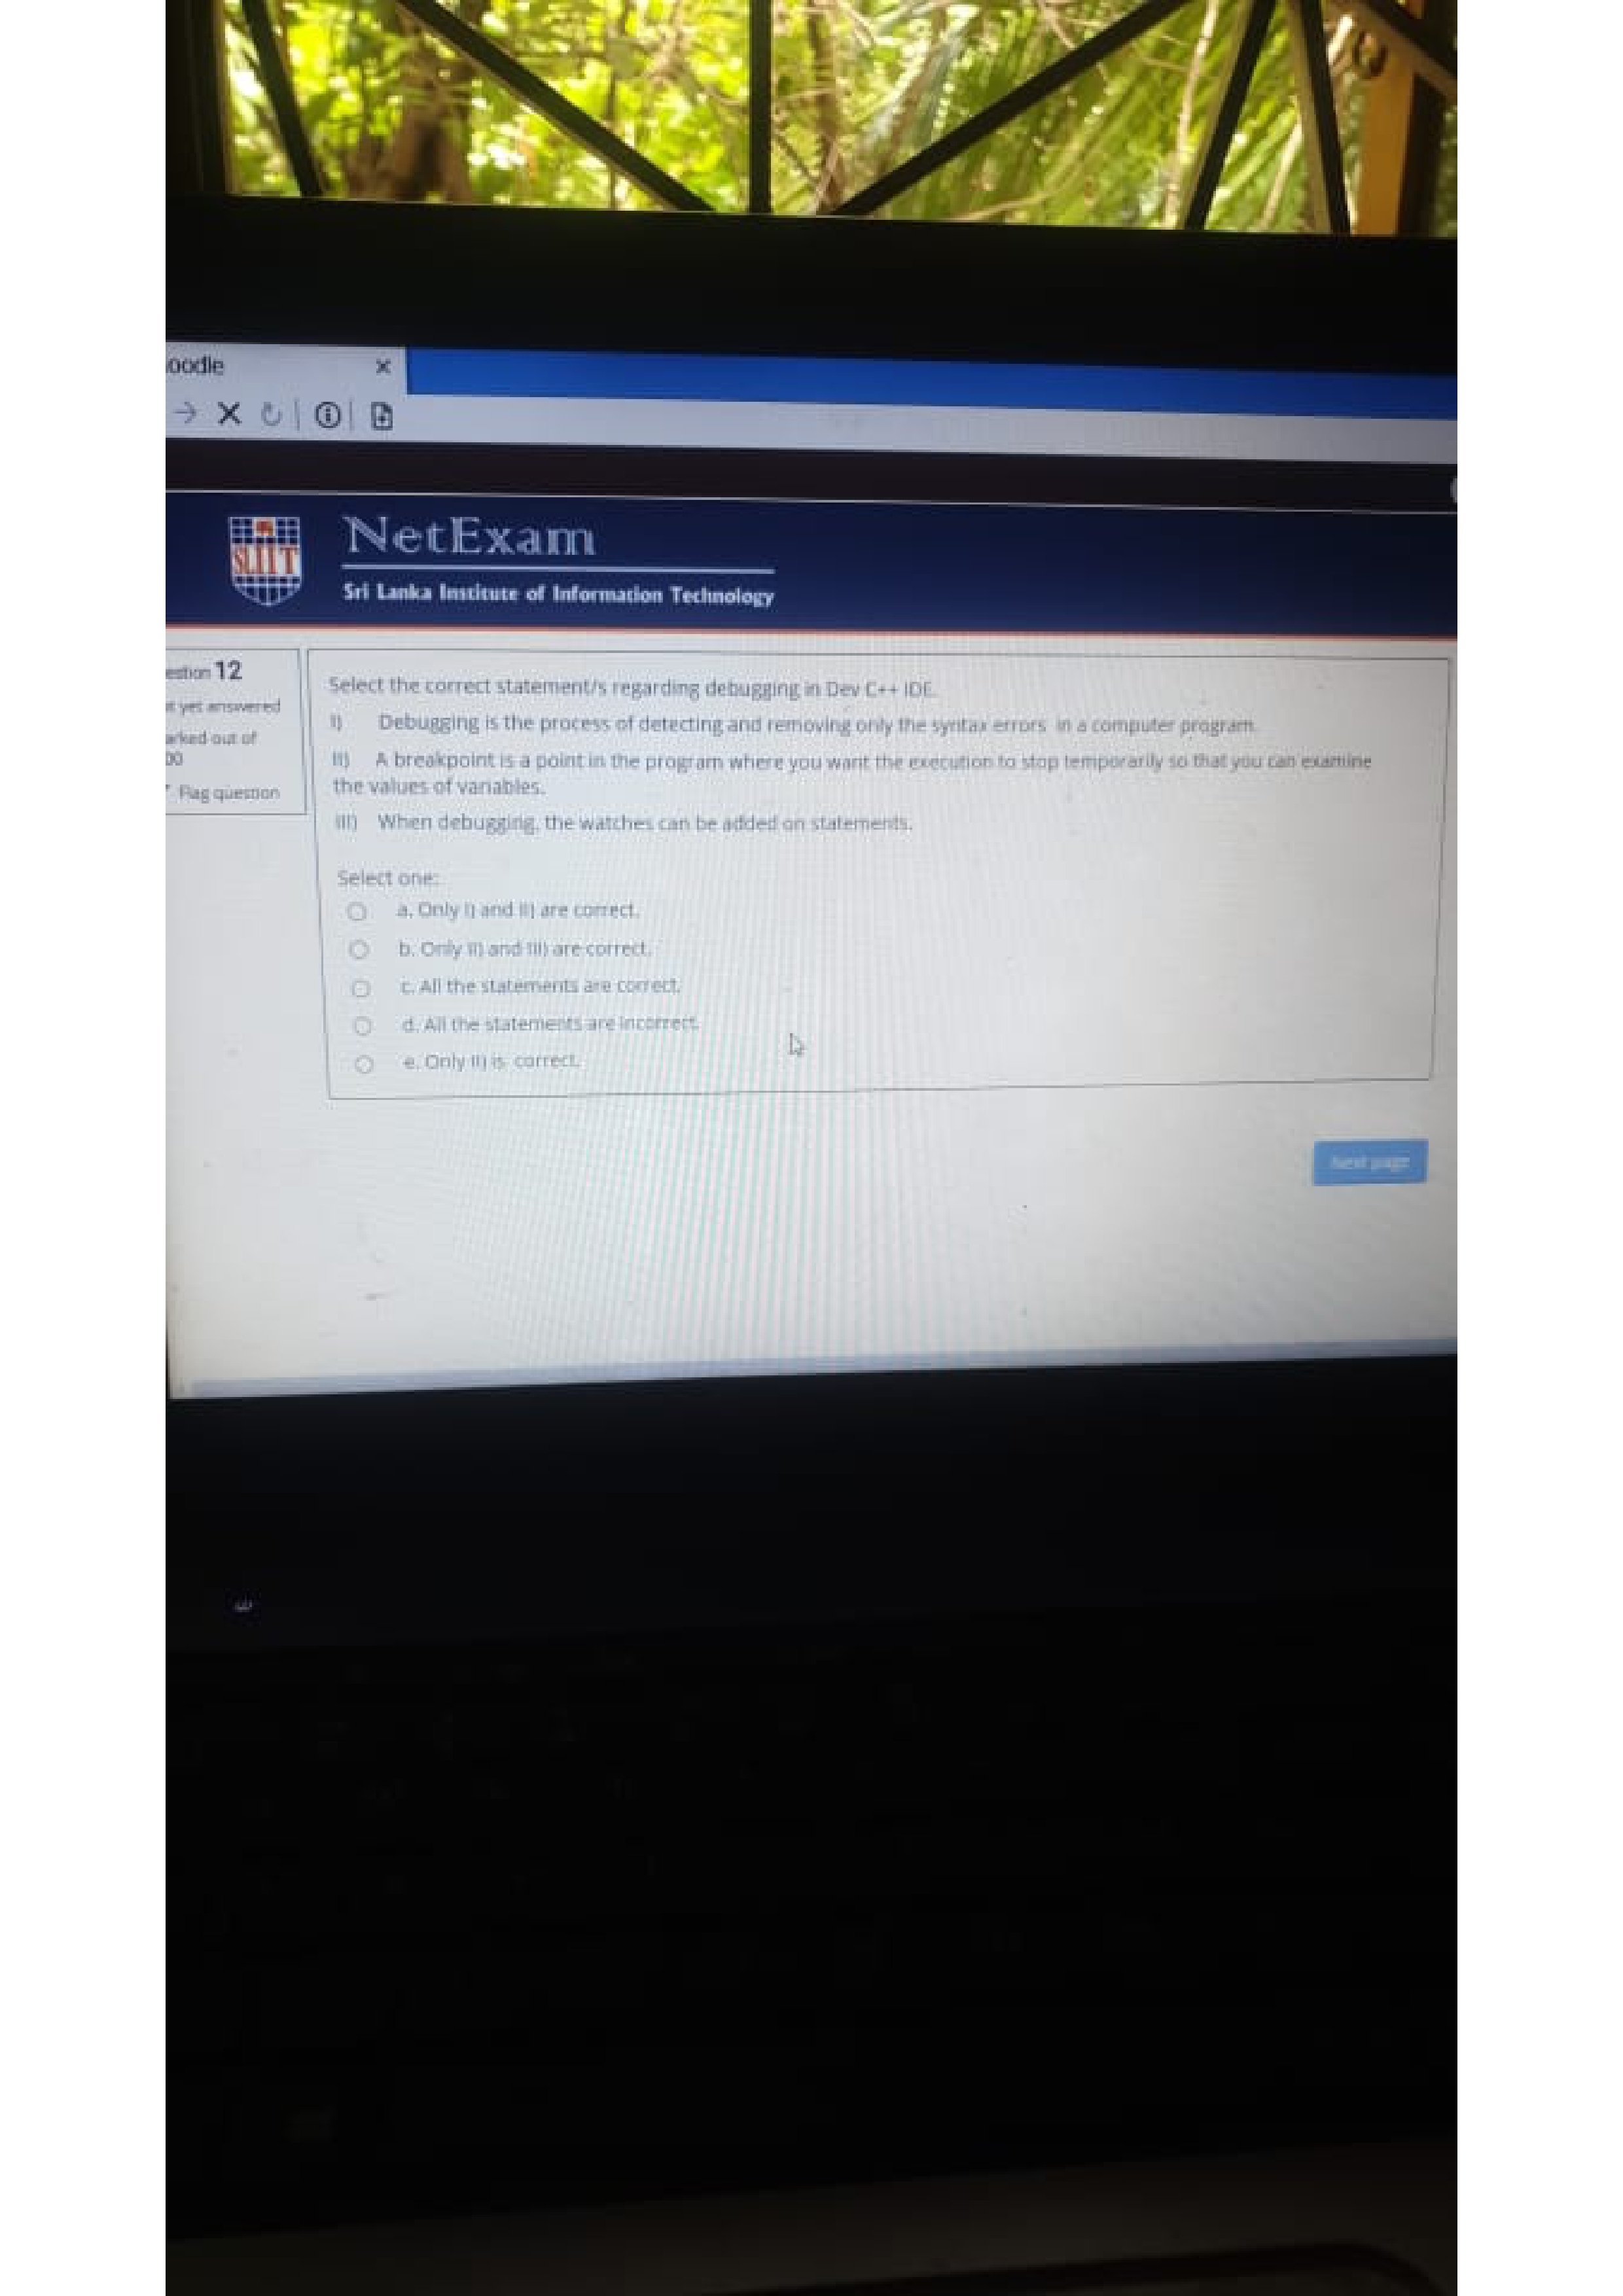 oodle
SLIIT
NetExam
Sri Lanka Institute of Information Technology
estion 12
t yet answered
arked out of
00
Flag question
Select the correct statement/s regarding debugging in Dev C++ IDE.
I) Debugging is the process of detecting and removing only the syntax errors in a computer program.
II) A breakpoint is a point in the program where you want the execution to stop temporarily so that you can examine
the values of variables.
III) When debugging, the watches can be added on statements.
Select one:
a. Only I) and II) are correct.
b. Only II) and III) are correct.
c. All the statements are correct.
d. All the statements are incorrect.
e. Only II) is correct.
Next page